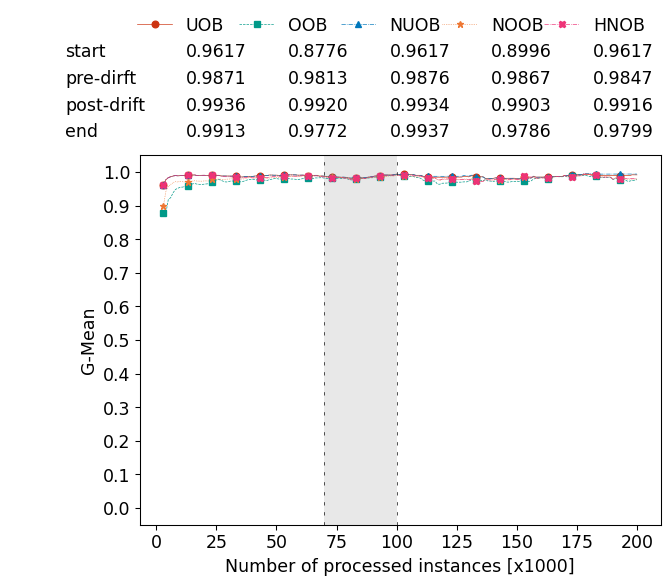 UOB OOB NUOB NOOB HNOB
start 0.9617 0.8776 0.9617 0.8996 0.9617
pre-dirft 0.9871 0.9813 0.9876 0.9867 0.9847
post-drift 0.9936 0.9920 0.9934 0.9903 0.9916
end 0.9913 0.9772 0.9937 0.9786 0.9799
1.0
0.9
0.8
0.7
0.6
0.5
0.4
0.3
0.2
0.1
0.0
G-Mean
0 25 50 75 100 125 150 175 200
Number of processed instances [x1000]